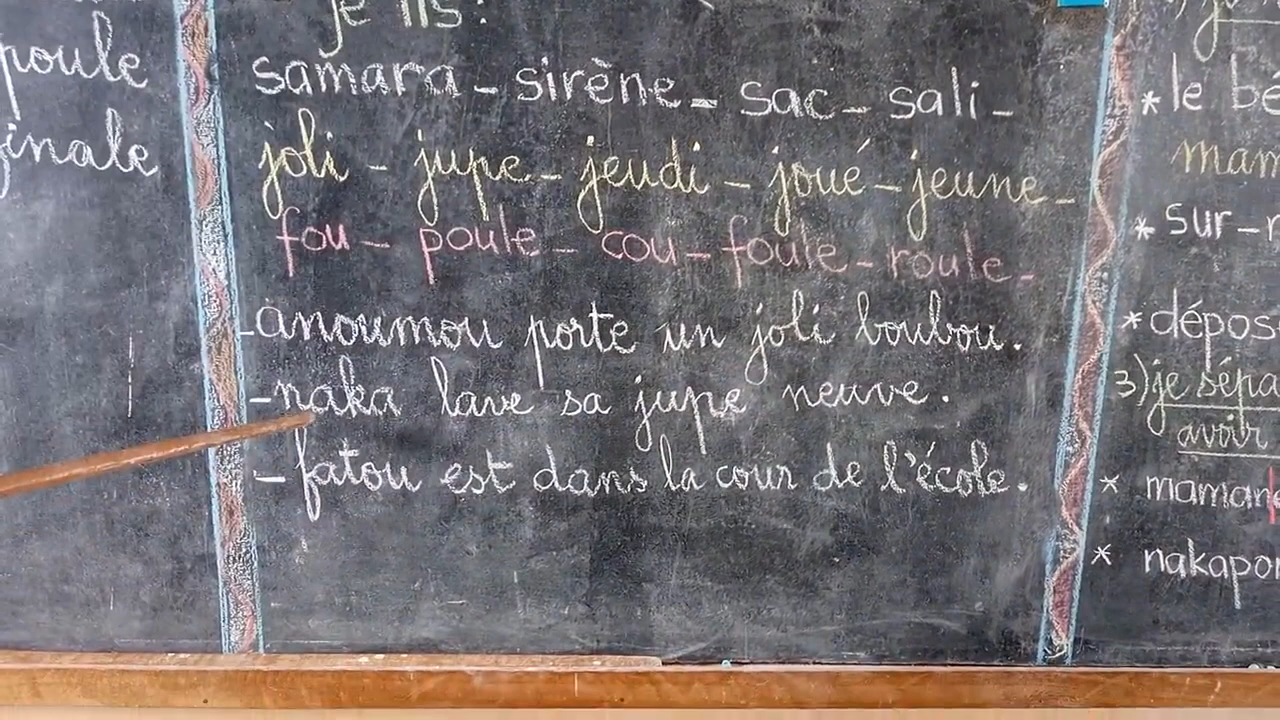 poule
ginale
je lis:
samara - sirène - sac - sali -
joli - jupe - jeudi - joué - jeune -
fou - poule - cou - foule - roule -
- anoumou porte un joli boubou.
- naka lave sa jupe neuve.
- fatou est dans la cour de l'école.
* le bé
mam
* sur-r
* dépos
3) je sépa
avoir
* maman
* nakapor